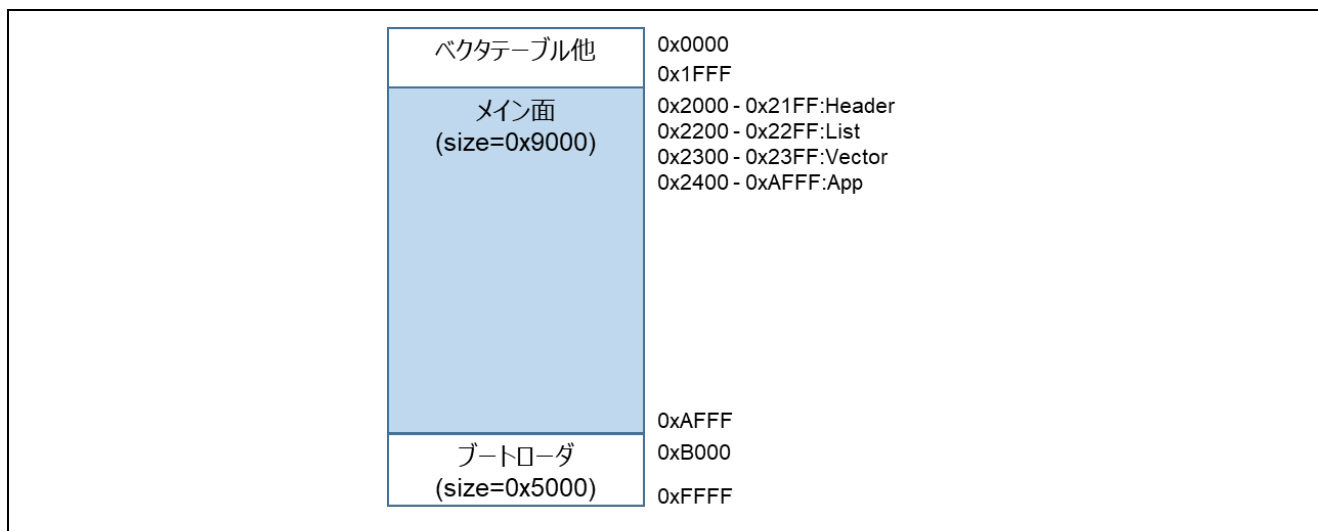 ベクタテーブル他
0x0000
0x1FFF
メイン面
(size=0x9000)
0x2000 - 0x21FF:Header
0x2200 - 0x22FF:List
0x2300 - 0x23FF:Vector
0x2400 - 0xAFFF:App
0xAFFF
ブートローダ
(size=0x5000)
0xB000
0xFFFF